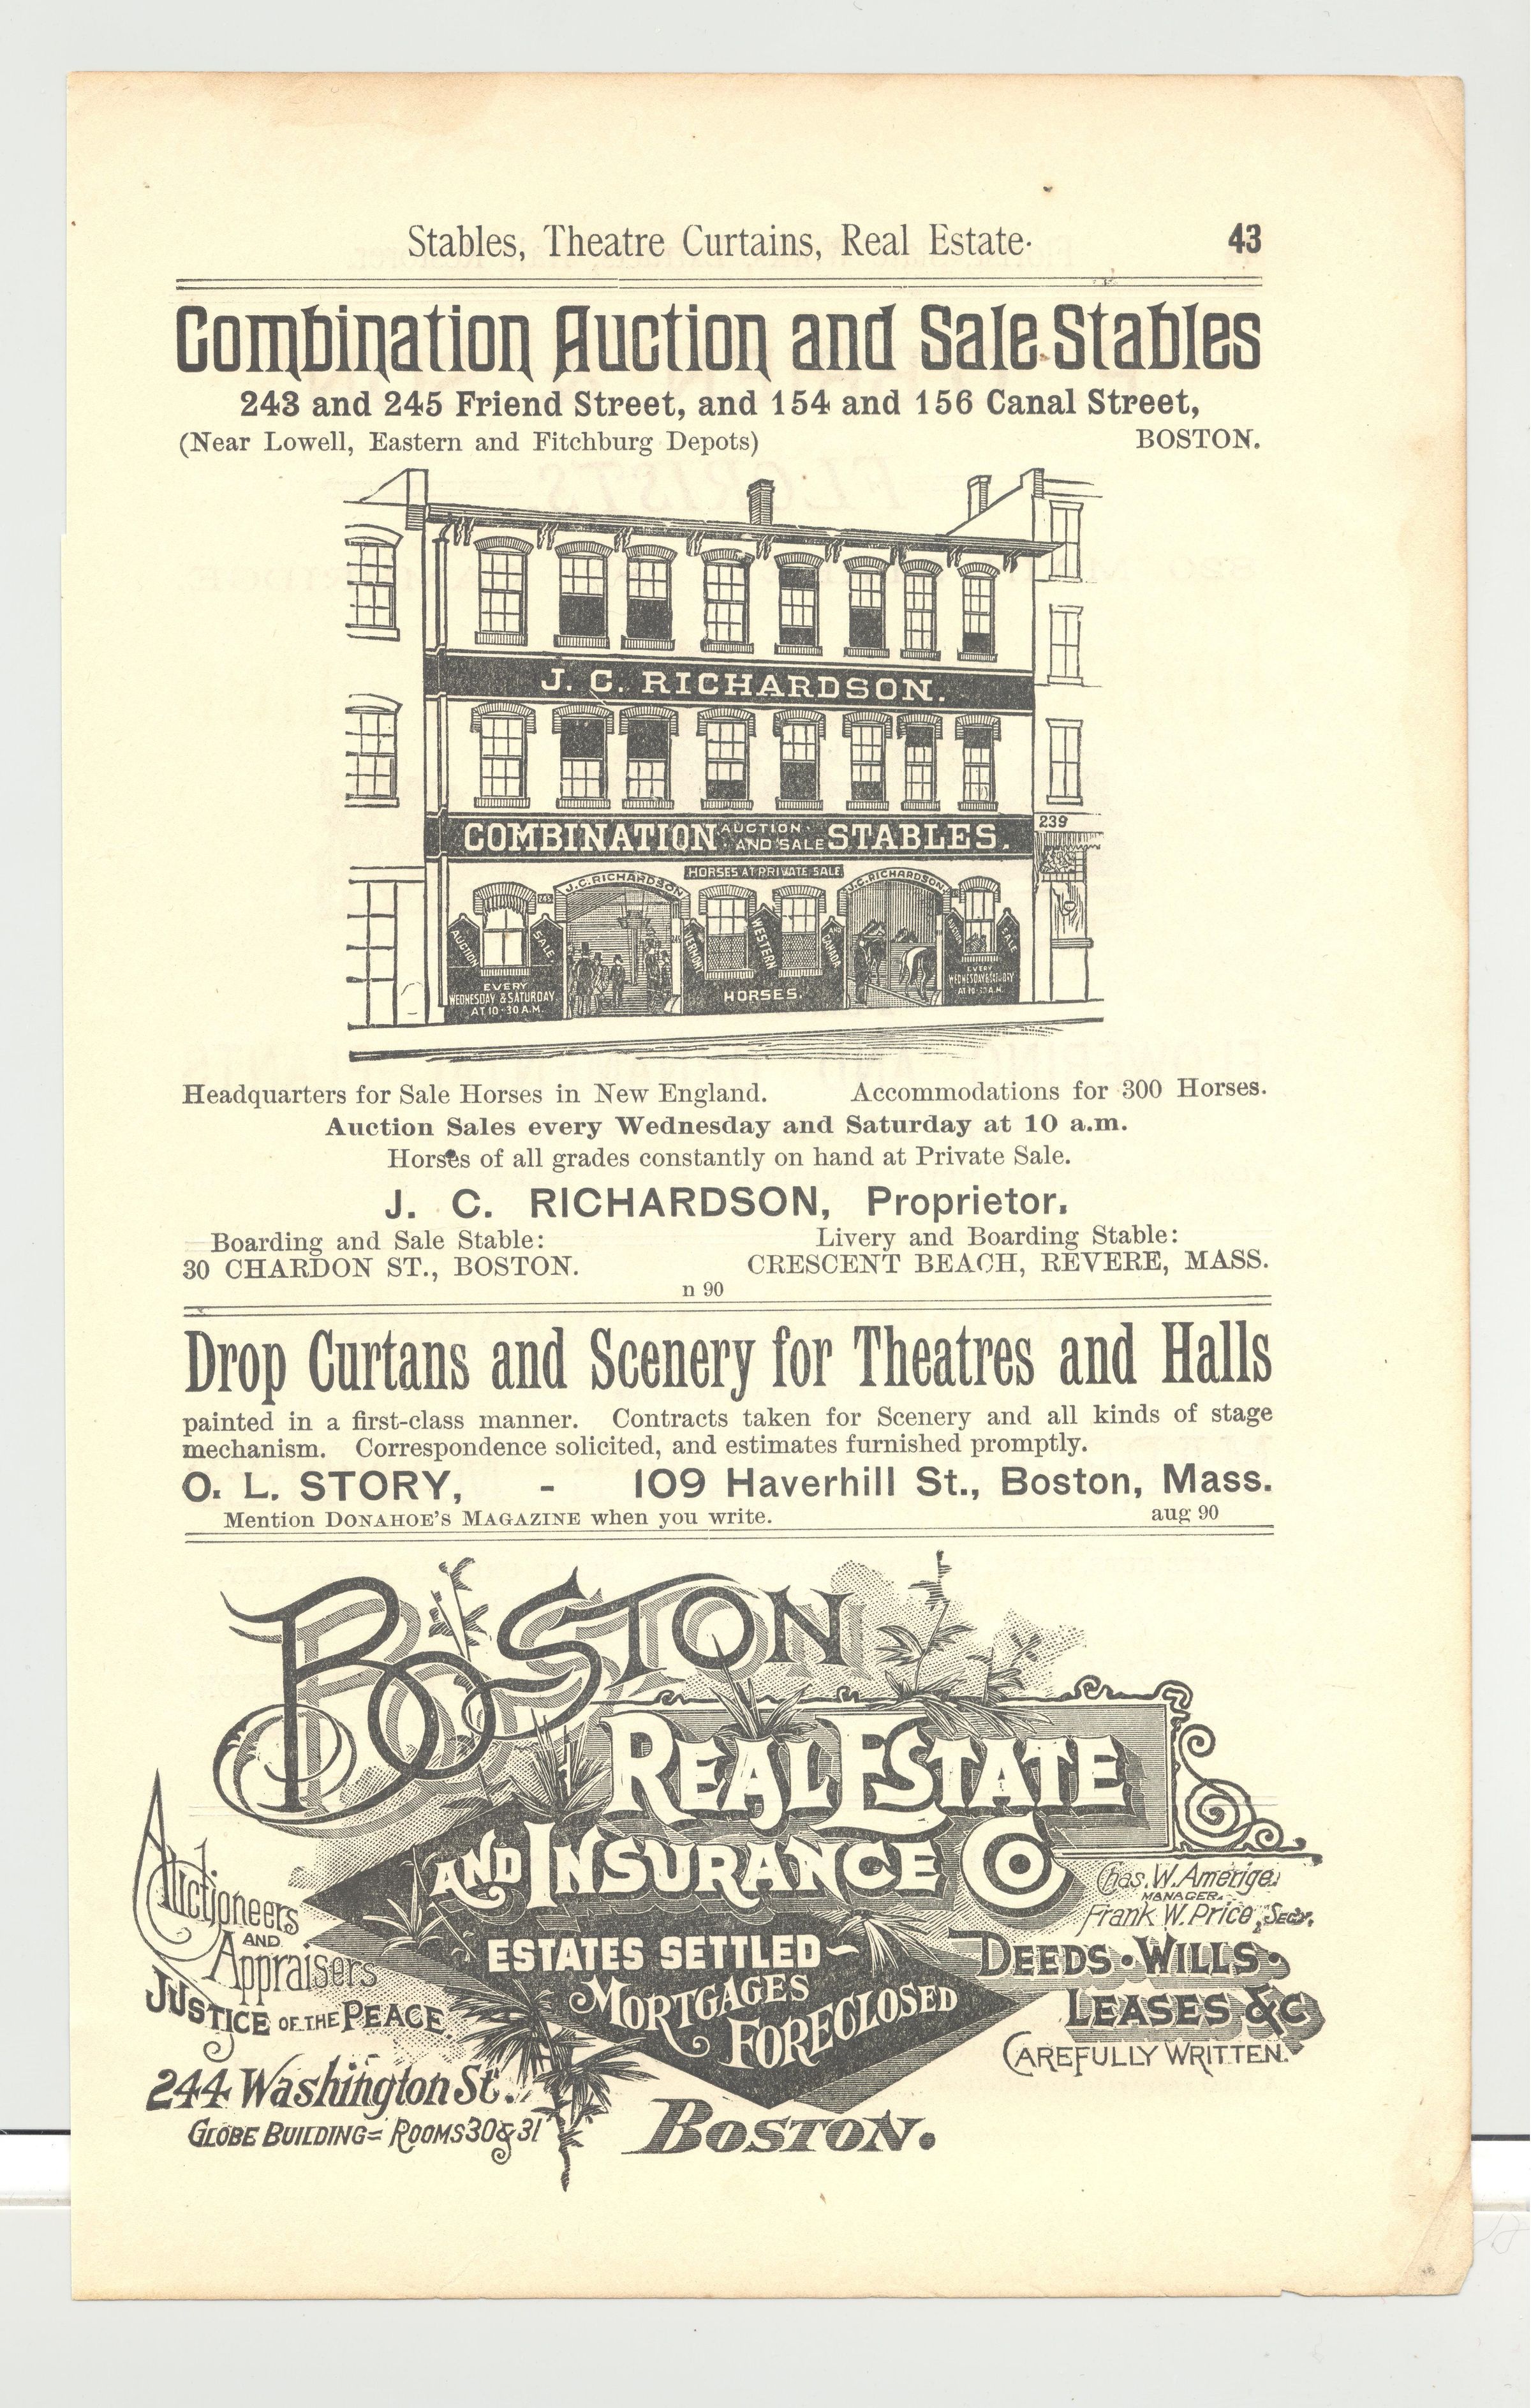 Stables, Theatre Curtains, Real Estate· 43
Combination Auction and Sale Stables
243 and 245 Friend Street, and 154 and 156 Canal Street,
(Near Lowell, Eastern and Fitchburg Depots) BOSTON.
J. C. RICHARDSON.
COMBINATION AUCTION AND SALE STABLES.
239
HORSES AT PRIVATE SALE
J.C. RICHARDSON
J.C. RICHARDSON
AUCTION SALE
VERMONT WESTERN AND CANADA
AUCTION SALE
EVERY
WEDNESDAY & SATURDAY
AT 10-30 A.M.
HORSES.
EVERY
WEDNESDAY & SATURDAY
AT 10-30 A.M.
Headquarters for Sale Horses in New England. Accommodations for 300 Horses.
Auction Sales every Wednesday and Saturday at 10 a.m.
Horses of all grades constantly on hand at Private Sale.
J. C. RICHARDSON, Proprietor.
Boarding and Sale Stable: Livery and Boarding Stable:
30 CHARDON ST., BOSTON. CRESCENT BEACH, REVERE, MASS.
n 90
Drop Curtans and Scenery for Theatres and Halls
painted in a first-class manner. Contracts taken for Scenery and all kinds of stage
mechanism. Correspondence solicited, and estimates furnished promptly.
O. L. STORY, - 109 Haverhill St., Boston, Mass.
Mention DONAHOE'S MAGAZINE when you write. aug 90
BOSTON
REAL ESTATE
AND INSURANCE CO
Auctioneers
AND
Appraisers
JUSTICE OF THE PEACE.
244 Washington St.
GLOBE BUILDING= ROOMS 30 & 31
ESTATES SETTLED~
MORTGAGES
FORECLOSED
BOSTON.
Chas. W. Amerige.
MANAGER.
Frank W. Price, Secy.
DEEDS · WILLS ·
LEASES &C
CAREFULLY WRITTEN.